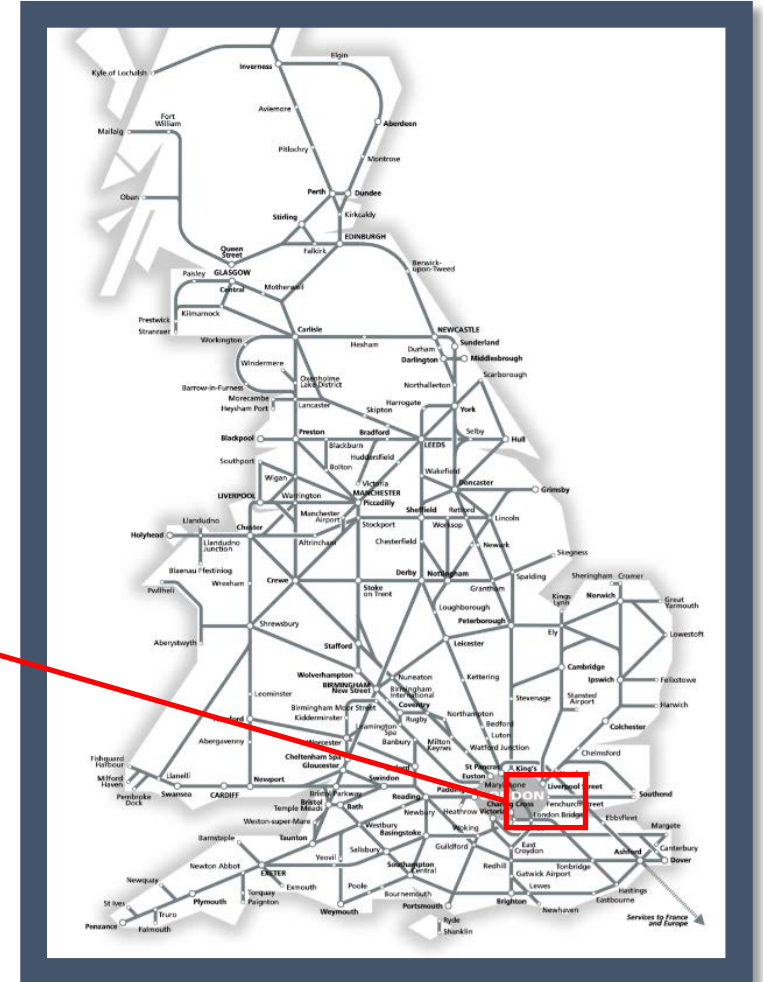 Elgin
Inverness
Kyle of Lochalsh
Aviemore
Fort
William
Aberdeen
Mallaig
Pitlochry
Montrose
Oban
Perth
Dundee
Stirling
Kirkcaldy
EDINBURGH
Queen
Street
Falkirk
Berwick-
upon-Tweed
Paisley
GLASGOW
Central
Motherwell
Kilmarnock
Prestwick
Stranraer
Carlisle
NEWCASTLE
Workington
Hexham
Sunderland
Durham
Darlington
Middlesbrough
Windermere
Oxenholme
Lake District
Scarborough
Barrow-in-Furness
Northallerton
Morecambe
Heysham Port
Lancaster
Harrogate
Skipton
York
Preston
Bradford
Selby
Blackpool
Blackburn
LEEDS
Hull
Huddersfield
Southport
Bolton
Wakefield
Wigan
Victoria
MANCHESTER
Piccadilly
Doncaster
Grimsby
LIVERPOOL
Warrington
Manchester
Airport
Sheffield
Retford
Llandudno
Chester
Stockport
Worksop
Lincoln
Holyhead
Llandudno
Junction
Altrincham
Chesterfield
Newark
Skegness
Blaenau Ffestiniog
Derby
Nottingham
Spalding
Sheringham
Cromer
Pwllheli
Wrexham
Crewe
Stoke
on Trent
Grantham
Kings
Lynn
Norwich
Great
Yarmouth
Loughborough
Peterborough
Shrewsbury
Ely
Lowestoft
Aberystwyth
Stafford
Leicester
Wolverhampton
Cambridge
BIRMINGHAM
New Street
Nuneaton
Kettering
Ipswich
Felixstowe
Birmingham
International
Leominster
Stevenage
Stansted
Airport
Birmingham Moor Street
Coventry
Harwich
Kidderminster
Rugby
Northampton
Hereford
Leamington
Spa
Bedford
Colchester
Abergavenny
Worcester
Banbury
Milton
Keynes
Luton
Watford Junction
Chelmsford
Fishguard
Harbour
Cheltenham Spa
Gloucester
St Pancras
Euston
King's
Milford
Haven
Llanelli
Newport
Swindon
Marylebone
Liverpool Street
Pembroke
Dock
Swansea
CARDIFF
Bristol Parkway
Reading
Paddington
DON
Southend
Bristol
Temple Meads
Bath
Newbury
Heathrow
Victoria
Charing Cross
Fenchurch Street
London Bridge
Ebbsfleet
Weston-super-Mare
Westbury
Basingstoke
Woking
Margate
Barnstaple
Taunton
Salisbury
Guildford
East
Croydon
Canterbury
Ashford
Dover
Newton Abbot
Yeovil
Southampton
Central
Redhill
Tonbridge
Gatwick Airport
EXETER
Newquay
Exmouth
Poole
Bournemouth
Lewes
Hastings
Eastbourne
St Ives
Plymouth
Torquay
Paignton
Portsmouth
Brighton
Newhaven
Truro
Weymouth
Penzance
Falmouth
Ryde
Shanklin
Services to France
and Europe